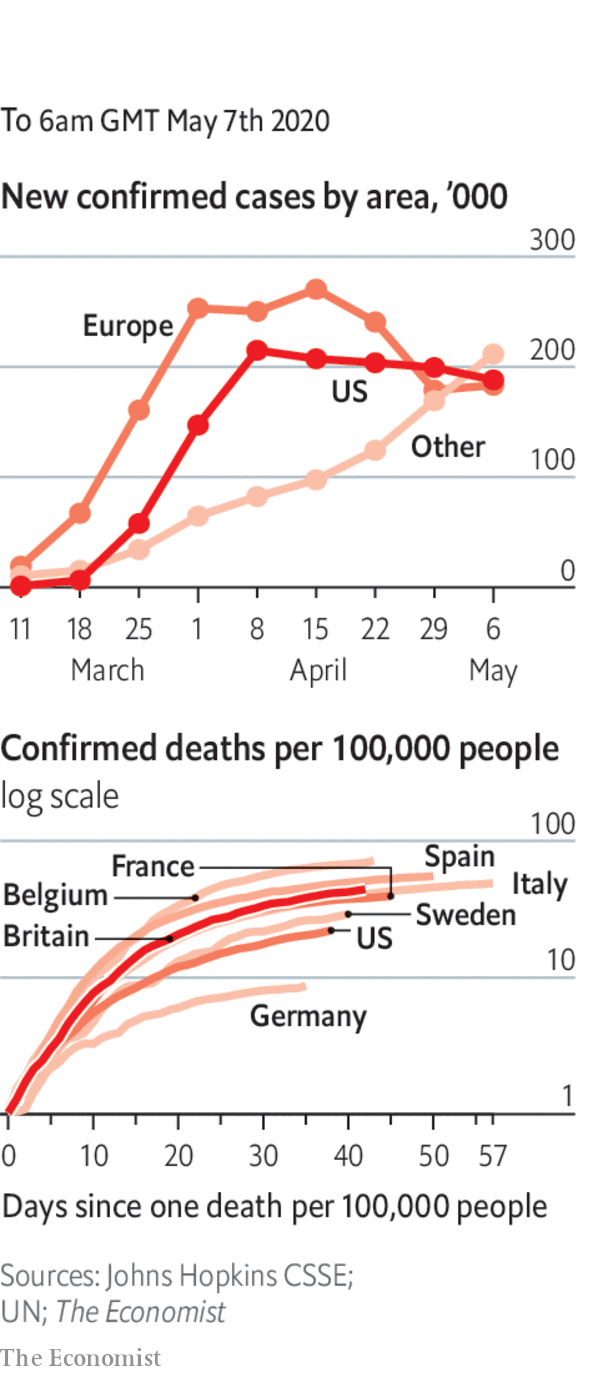 To 6am GMT May 7th 2020
New confirmed cases by area, ’000
300
Europe
200
US
Other
100
0
11 18 25 1 8 15 22 29 6
March April May
Confirmed deaths per 100,000 people
log scale
100
France
Spain
Belgium
Italy
Sweden
Britain
US
10
Germany
1
0 10 20 30 40 50 57
Days since one death per 100,000 people
Sources: Johns Hopkins CSSE;
UN; The Economist
The Economist